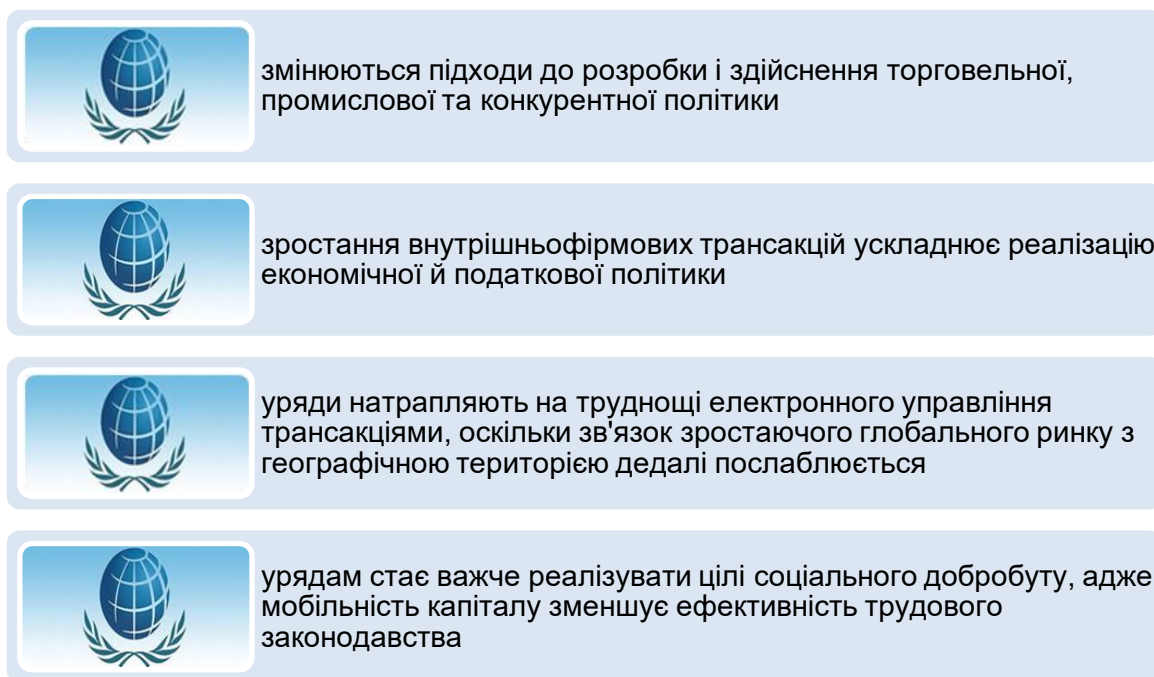 змінюються підходи до розробки і здійснення торговельної,
промислової та конкурентної політики
зростання внутрішньофірмових трансакцій ускладнює реалізацію
економічної й податкової політики
уряди натрапляють на труднощі електронного управління
трансакціями, оскільки зв'язок зростаючого глобального ринку з
географічною територією дедалі послаблюється
урядам стає важче реалізувати цілі соціального добробуту, адже
мобільність капіталу зменшує ефективність трудового
законодавства